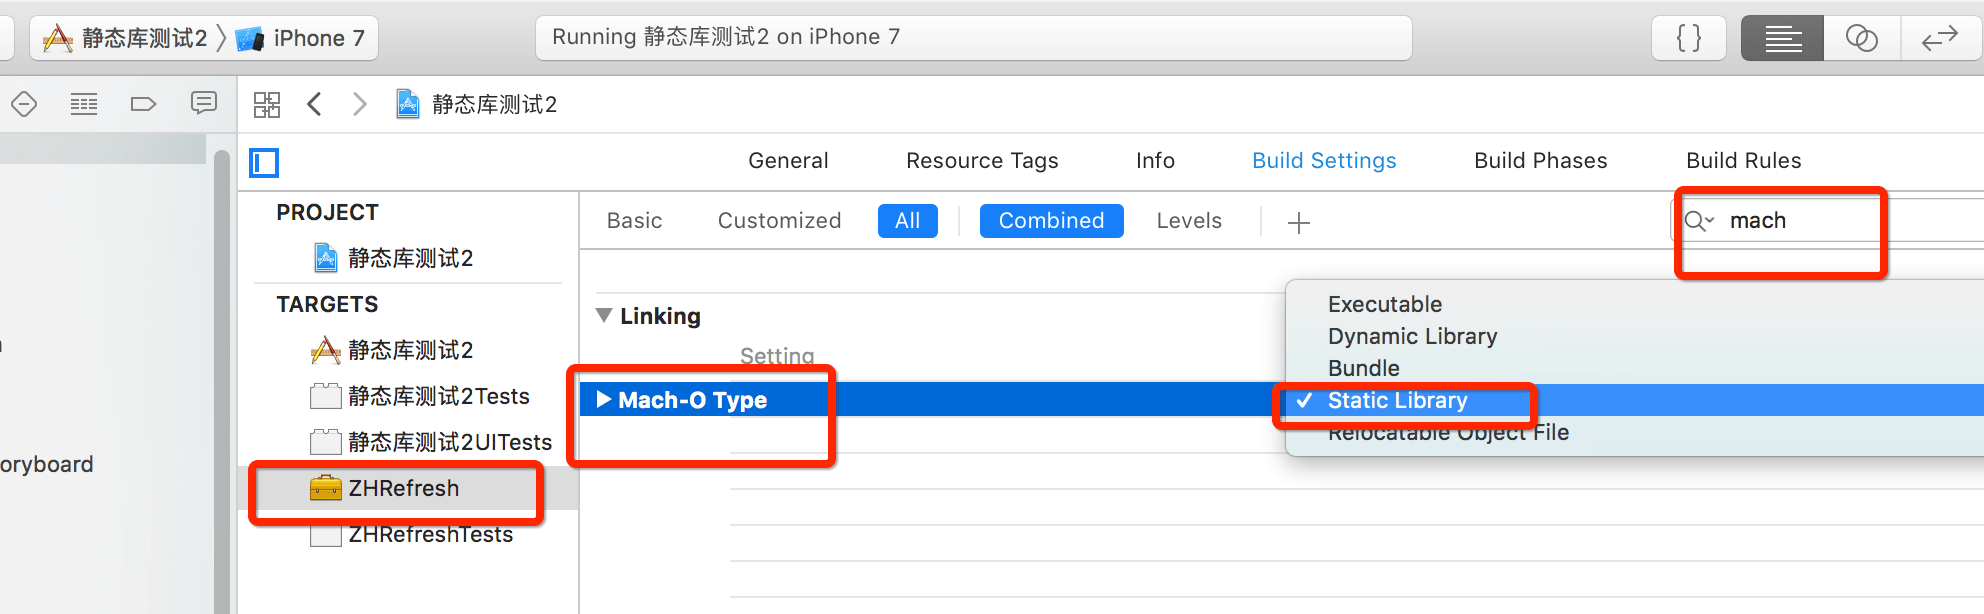 静态库测试2 iPhone 7
Running 静态库测试2 on iPhone 7
静态库测试2
General Resource Tags Info Build Settings Build Phases Build Rules
PROJECT
静态库测试2
TARGETS
静态库测试2
静态库测试2Tests
静态库测试2UITests
ZHRefresh
ZHRefreshTests
oryboard
Basic Customized All Combined Levels
mach
Linking
Setting
Mach-O Type
Executable
Dynamic Library
Bundle
Static Library
Relocatable Object File